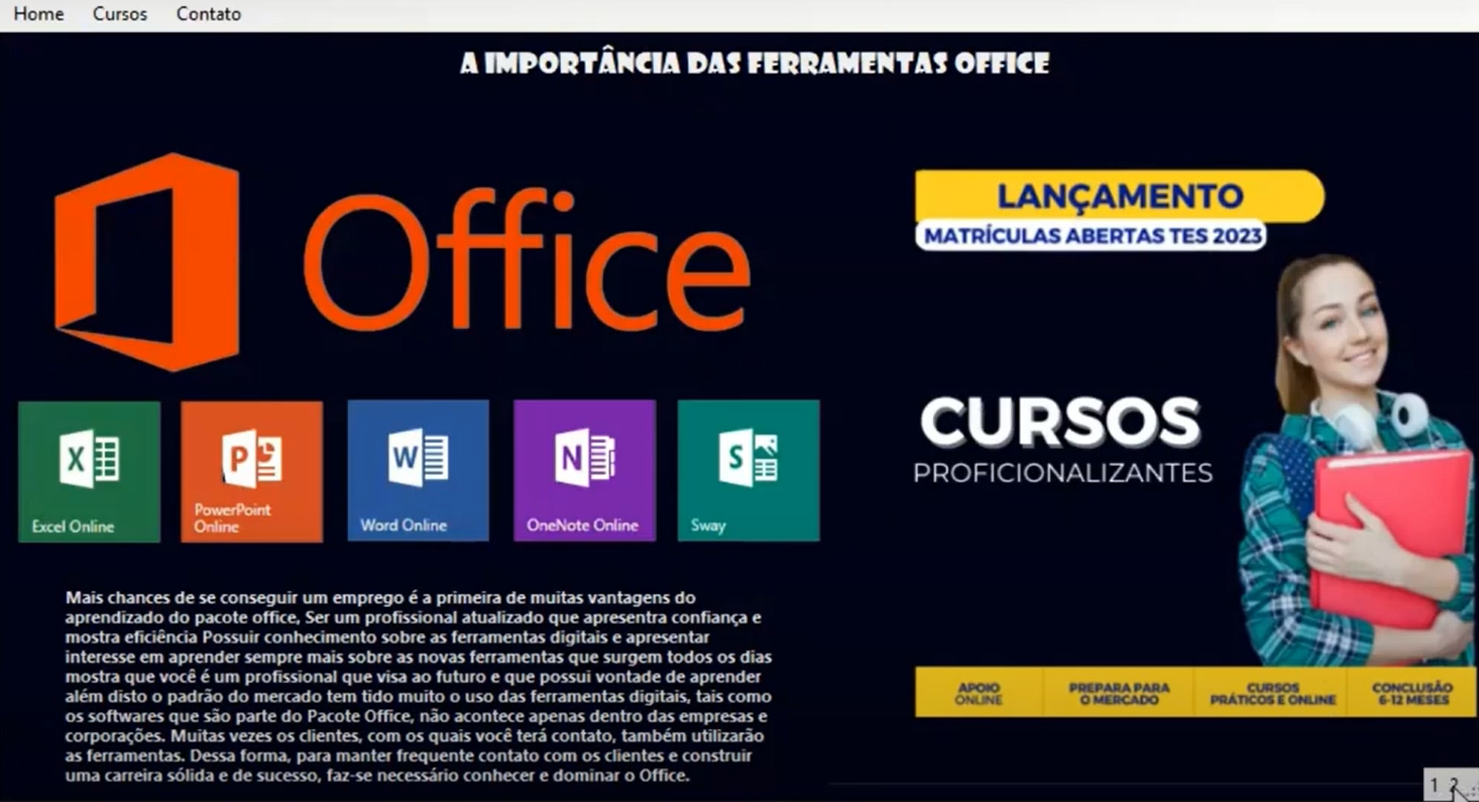 Home Cursos Contato
A IMPORTÂNCIA DAS FERRAMENTAS OFFICE
Office
LANÇAMENTO
MATRÍCULAS ABERTAS TES 2023
CURSOS
PROFICIONALIZANTES
X
P
W
N
S
Excel Online
PowerPoint
Online
Word Online
OneNote Online
Sway
Mais chances de se conseguir um emprego é a primeira de muitas vantagens do
aprendizado do pacote office, Ser um profissional atualizado que apresentra confiança e
mostra eficiência Possuir conhecimento sobre as ferramentas digitais e apresentar
interesse em aprender sempre mais sobre as novas ferramentas que surgem todos os dias
mostra que você é um profissional que visa ao futuro e que possui vontade de aprender
além disto o padrão do mercado tem tido muito o uso das ferramentas digitais, tais como
os softwares que são parte do Pacote Office, não acontece apenas dentro das empresas e
corporações. Muitas vezes os clientes, com os quais você terá contato, também utilizarão
as ferramentas. Dessa forma, para manter frequente contato com os clientes e construir
uma carreira sólida e de sucesso, faz-se necessário conhecer e dominar o Office.
APOIO
ONLINE
PREPARA PARA
O MERCADO
CURSOS
PRÁTICOS E ONLINE
CONCLUSÃO
6-12 MESES
1 2